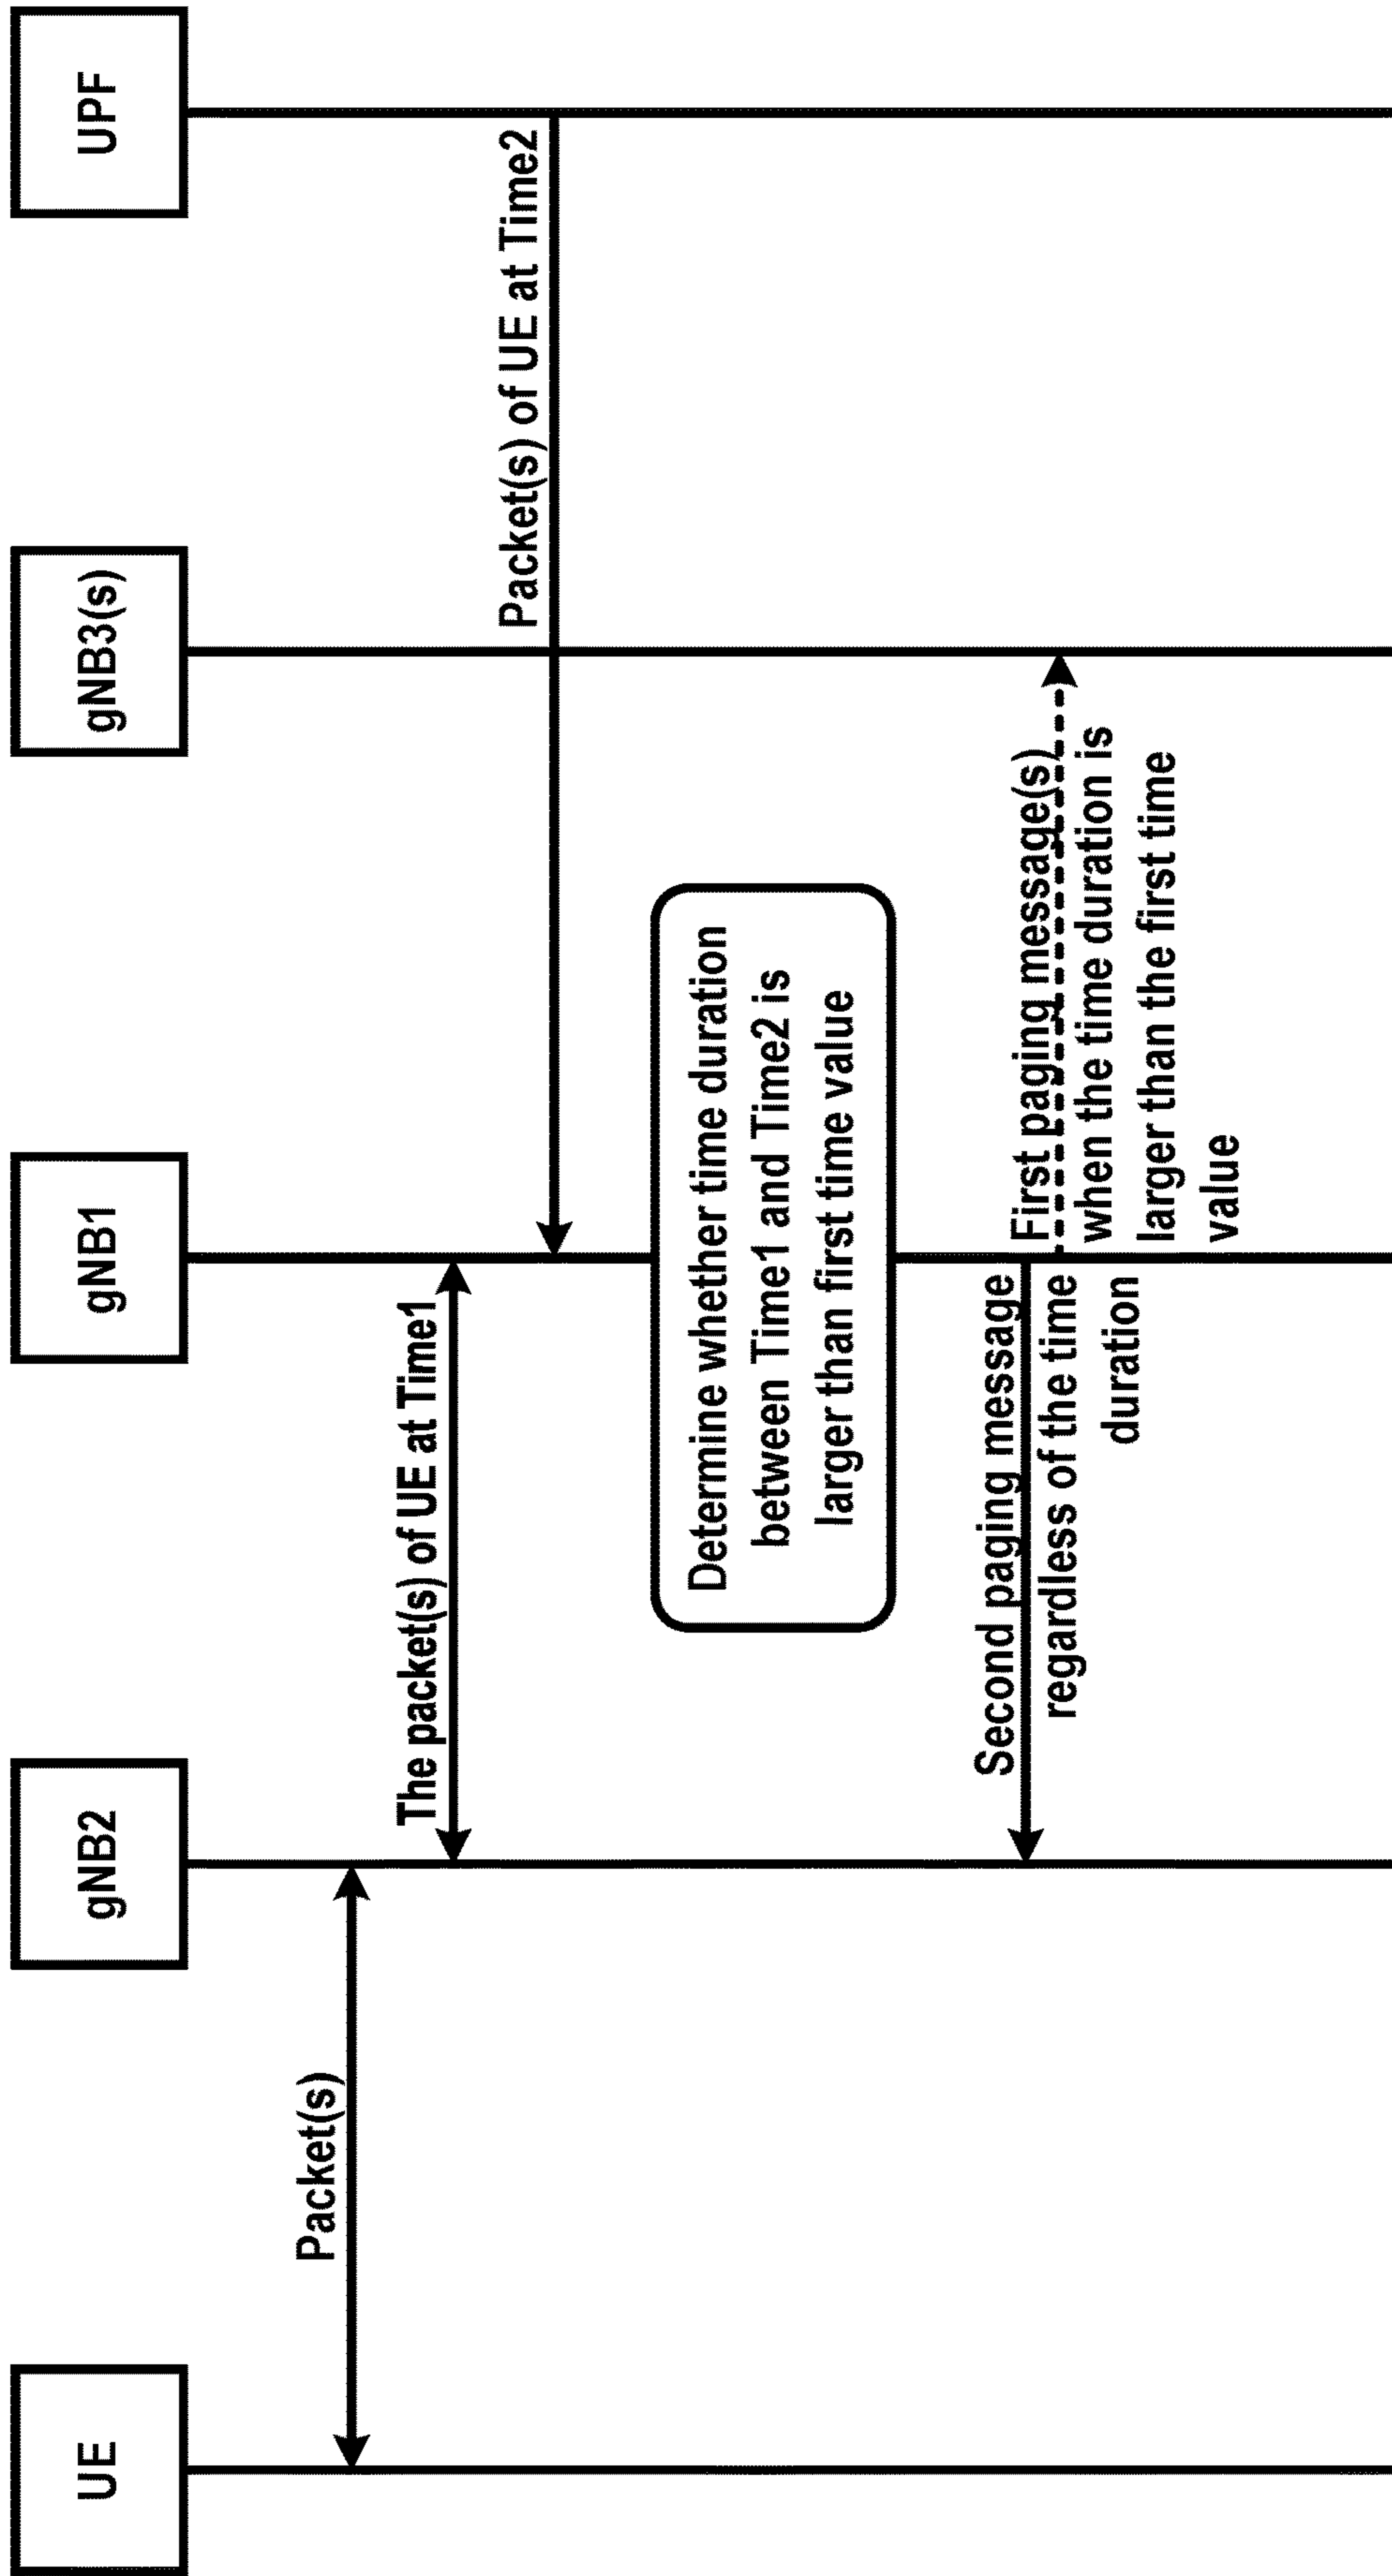 UE
gNB2
gNB1
gNB3(s)
UPF
Packet(s)
The packet(s) of UE at Time1
Packet(s) of UE at Time2
Determine whether time duration
between Time1 and Time2 is
larger than first time value
Second paging message
regardless of the time
duration
First paging message(s)
when the time duration is
larger than the first time
value